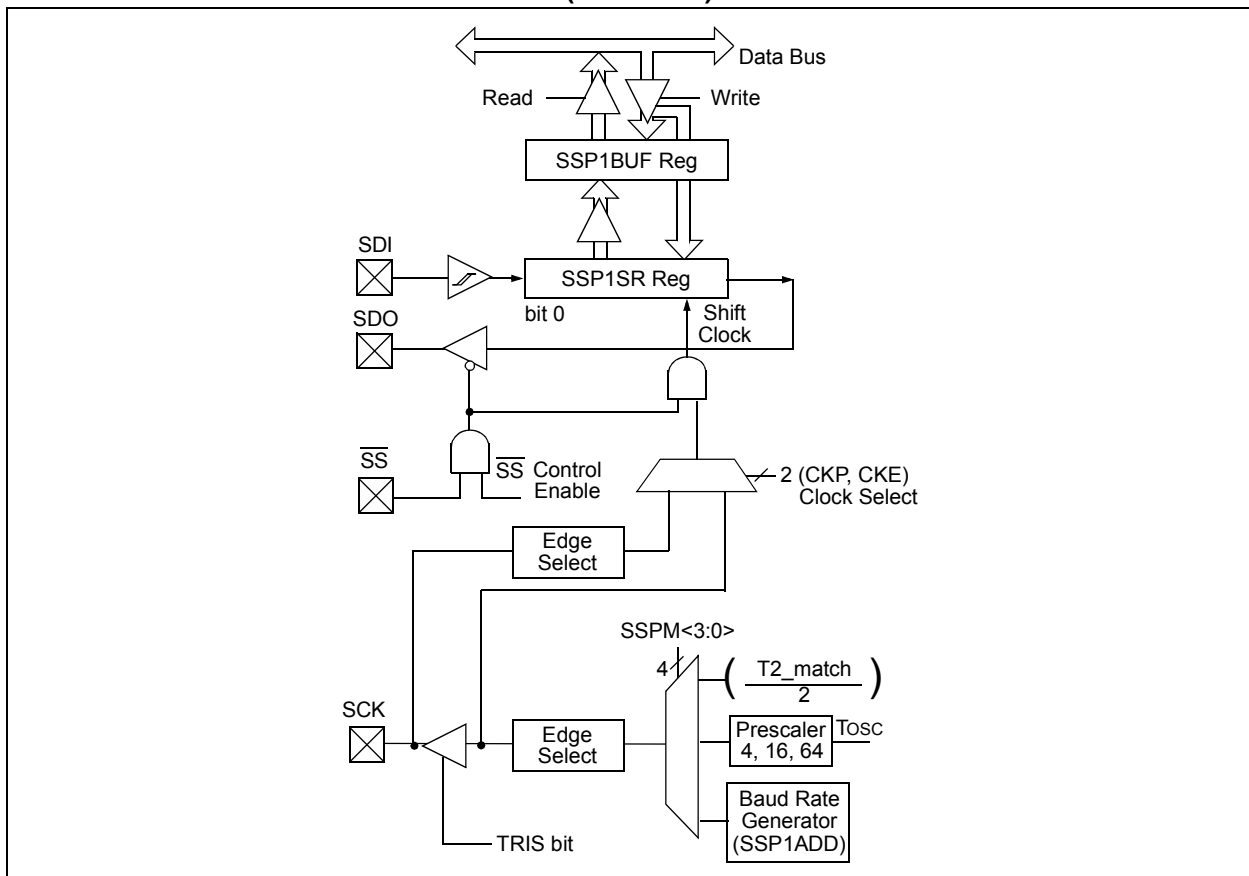 Data Bus
Read
Write
SSP1BUF Reg
SDI
SSP1SR Reg
bit 0
Shift
Clock
SDO
SS
SS Control
Enable
2 (CKP, CKE)
Clock Select
Edge
Select
SSPM<3:0>
4
( T2_match
2 )
SCK
Edge
Select
Prescaler
4, 16, 64
TOSC
Baud Rate
Generator
(SSP1ADD)
TRIS bit